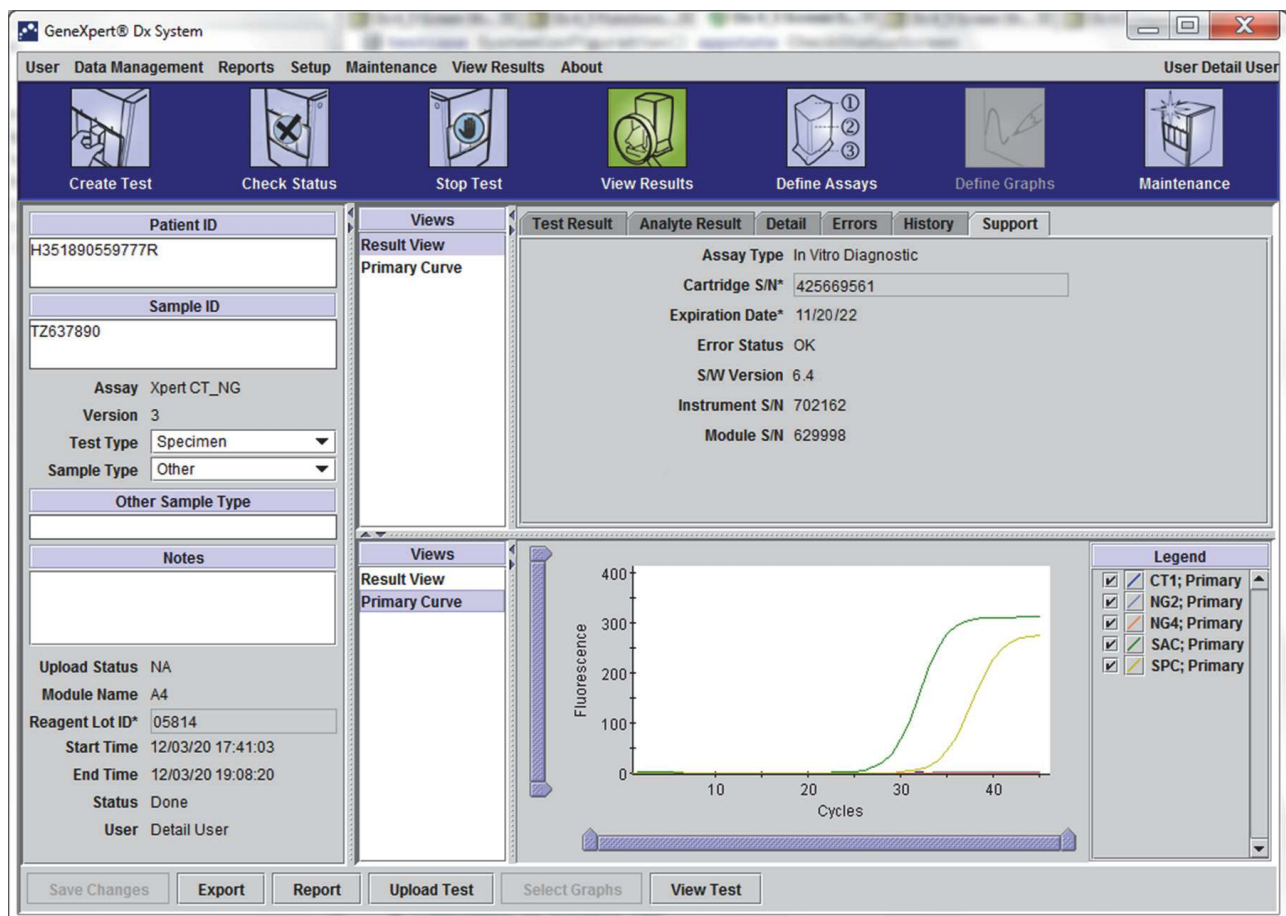 GeneXpert® Dx System
User Data Management Reports Setup Maintenance View Results About User Detail User
Create Test Check Status Stop Test View Results Define Assays Define Graphs Maintenance
Patient ID
H351890559777R
Sample ID
TZ637890
Assay Xpert CT_NG
Version 3
Test Type Specimen
Sample Type Other
Other Sample Type
Notes
Upload Status NA
Module Name A4
Reagent Lot ID* 05814
Start Time 12/03/20 17:41:03
End Time 12/03/20 19:08:20
Status Done
User Detail User
Views
Result View
Primary Curve
Test Result Analyte Result Detail Errors History Support
Assay Type In Vitro Diagnostic
Cartridge S/N* 425669561
Expiration Date* 11/20/22
Error Status OK
S/W Version 6.4
Instrument S/N 702162
Module S/N 629998
Views
Result View
Primary Curve
400
300
200
100
0
Fluorescence
10 20 30 40
Cycles
Legend
CT1; Primary
NG2; Primary
NG4; Primary
SAC; Primary
SPC; Primary
Save Changes Export Report Upload Test Select Graphs View Test